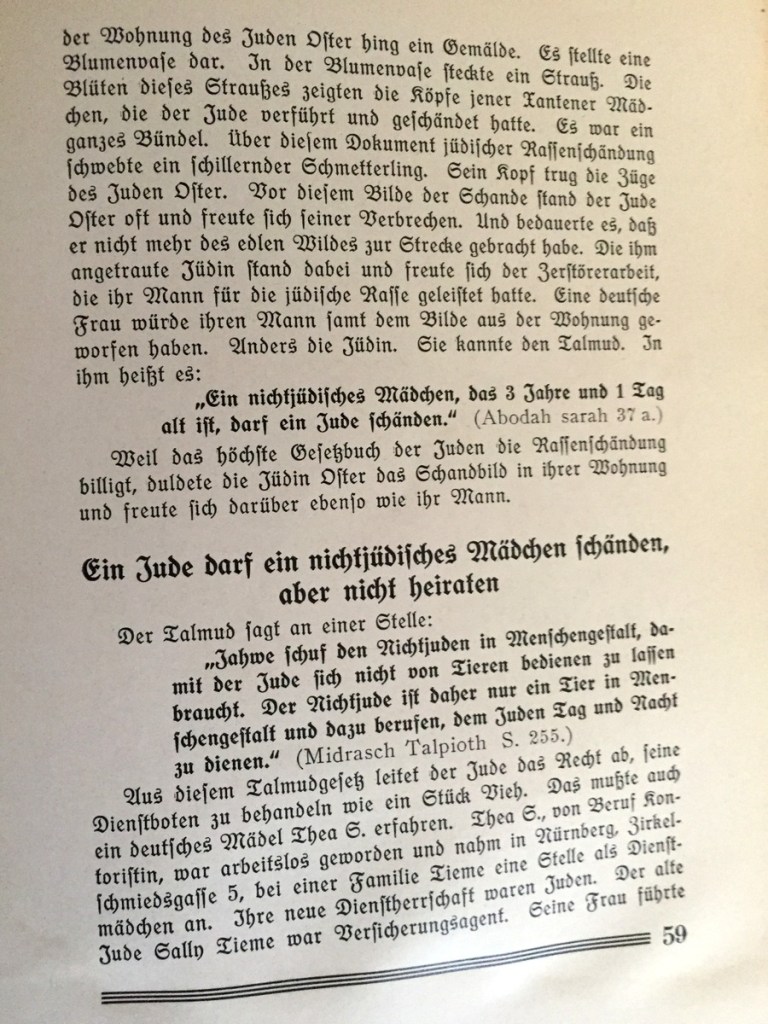 der Wohnung des Juden Oster hing ein Gemälde. Es stellte eine
Blumenvase dar. In der Blumenvase steckte ein Strauß. Die
Blüten dieses Straußes zeigten die Köpfe jener Xantener Mäd-
chen, die der Jude verführt und geschändet hatte. Es war ein
ganzes Bündel. Über diesem Dokument jüdischer Rassenschändung
schwebte ein schillernder Schmetterling. Sein Kopf trug die Züge
des Juden Oster. Vor diesem Bilde der Schande stand der Jude
Oster oft und freute sich seiner Verbrechen. Und bedauerte es, daß
er nicht mehr des edlen Wildes zur Strecke gebracht habe. Die ihm
angetraute Jüdin stand dabei und freute sich der Zerstörerarbeit,
die ihr Mann für die jüdische Rasse geleistet hatte. Eine deutsche
Frau würde ihren Mann samt dem Bilde aus der Wohnung ge-
worfen haben. Anders die Jüdin. Sie kannte den Talmud. In
ihm heißt es:
„Ein nichtjüdisches Mädchen, das 3 Jahre und 1 Tag
alt ist, darf ein Jude schänden.“ (Abodah sarah 37 a.)
Weil das höchste Gesetzbuch der Juden die Rassenschändung
billigt, duldete die Jüdin Oster das Schandbild in ihrer Wohnung
und freute sich darüber ebenso wie ihr Mann.
Ein Jude darf ein nichtjüdisches Mädchen schänden,
aber nicht heiraten
Der Talmud sagt an einer Stelle:
„Jahwe schuf den Nichtjuden in Menschengestalt, da-
mit der Jude sich nicht von Tieren bedienen zu lassen
braucht. Der Nichtjude ist daher nur ein Tier in Men-
schengestalt und dazu berufen, dem Juden Tag und Nacht
zu dienen.“ (Midrasch Talpioth S. 255.)
Aus diesem Talmudgesetz leitet der Jude das Recht ab, seine
Dienstboten zu behandeln wie ein Stück Vieh. Das mußte auch
ein deutsches Mädel Thea S. erfahren. Thea S., von Beruf Kon-
toristin, war arbeitslos geworden und nahm in Nürnberg, Zirkel-
schmiedsgasse 5, bei einer Familie Tieme eine Stelle als Dienst-
mädchen an. Ihre neue Dienstherrschaft waren Juden. Der alte
Jude Sally Tieme war Versicherungsagent. Seine Frau führte
59